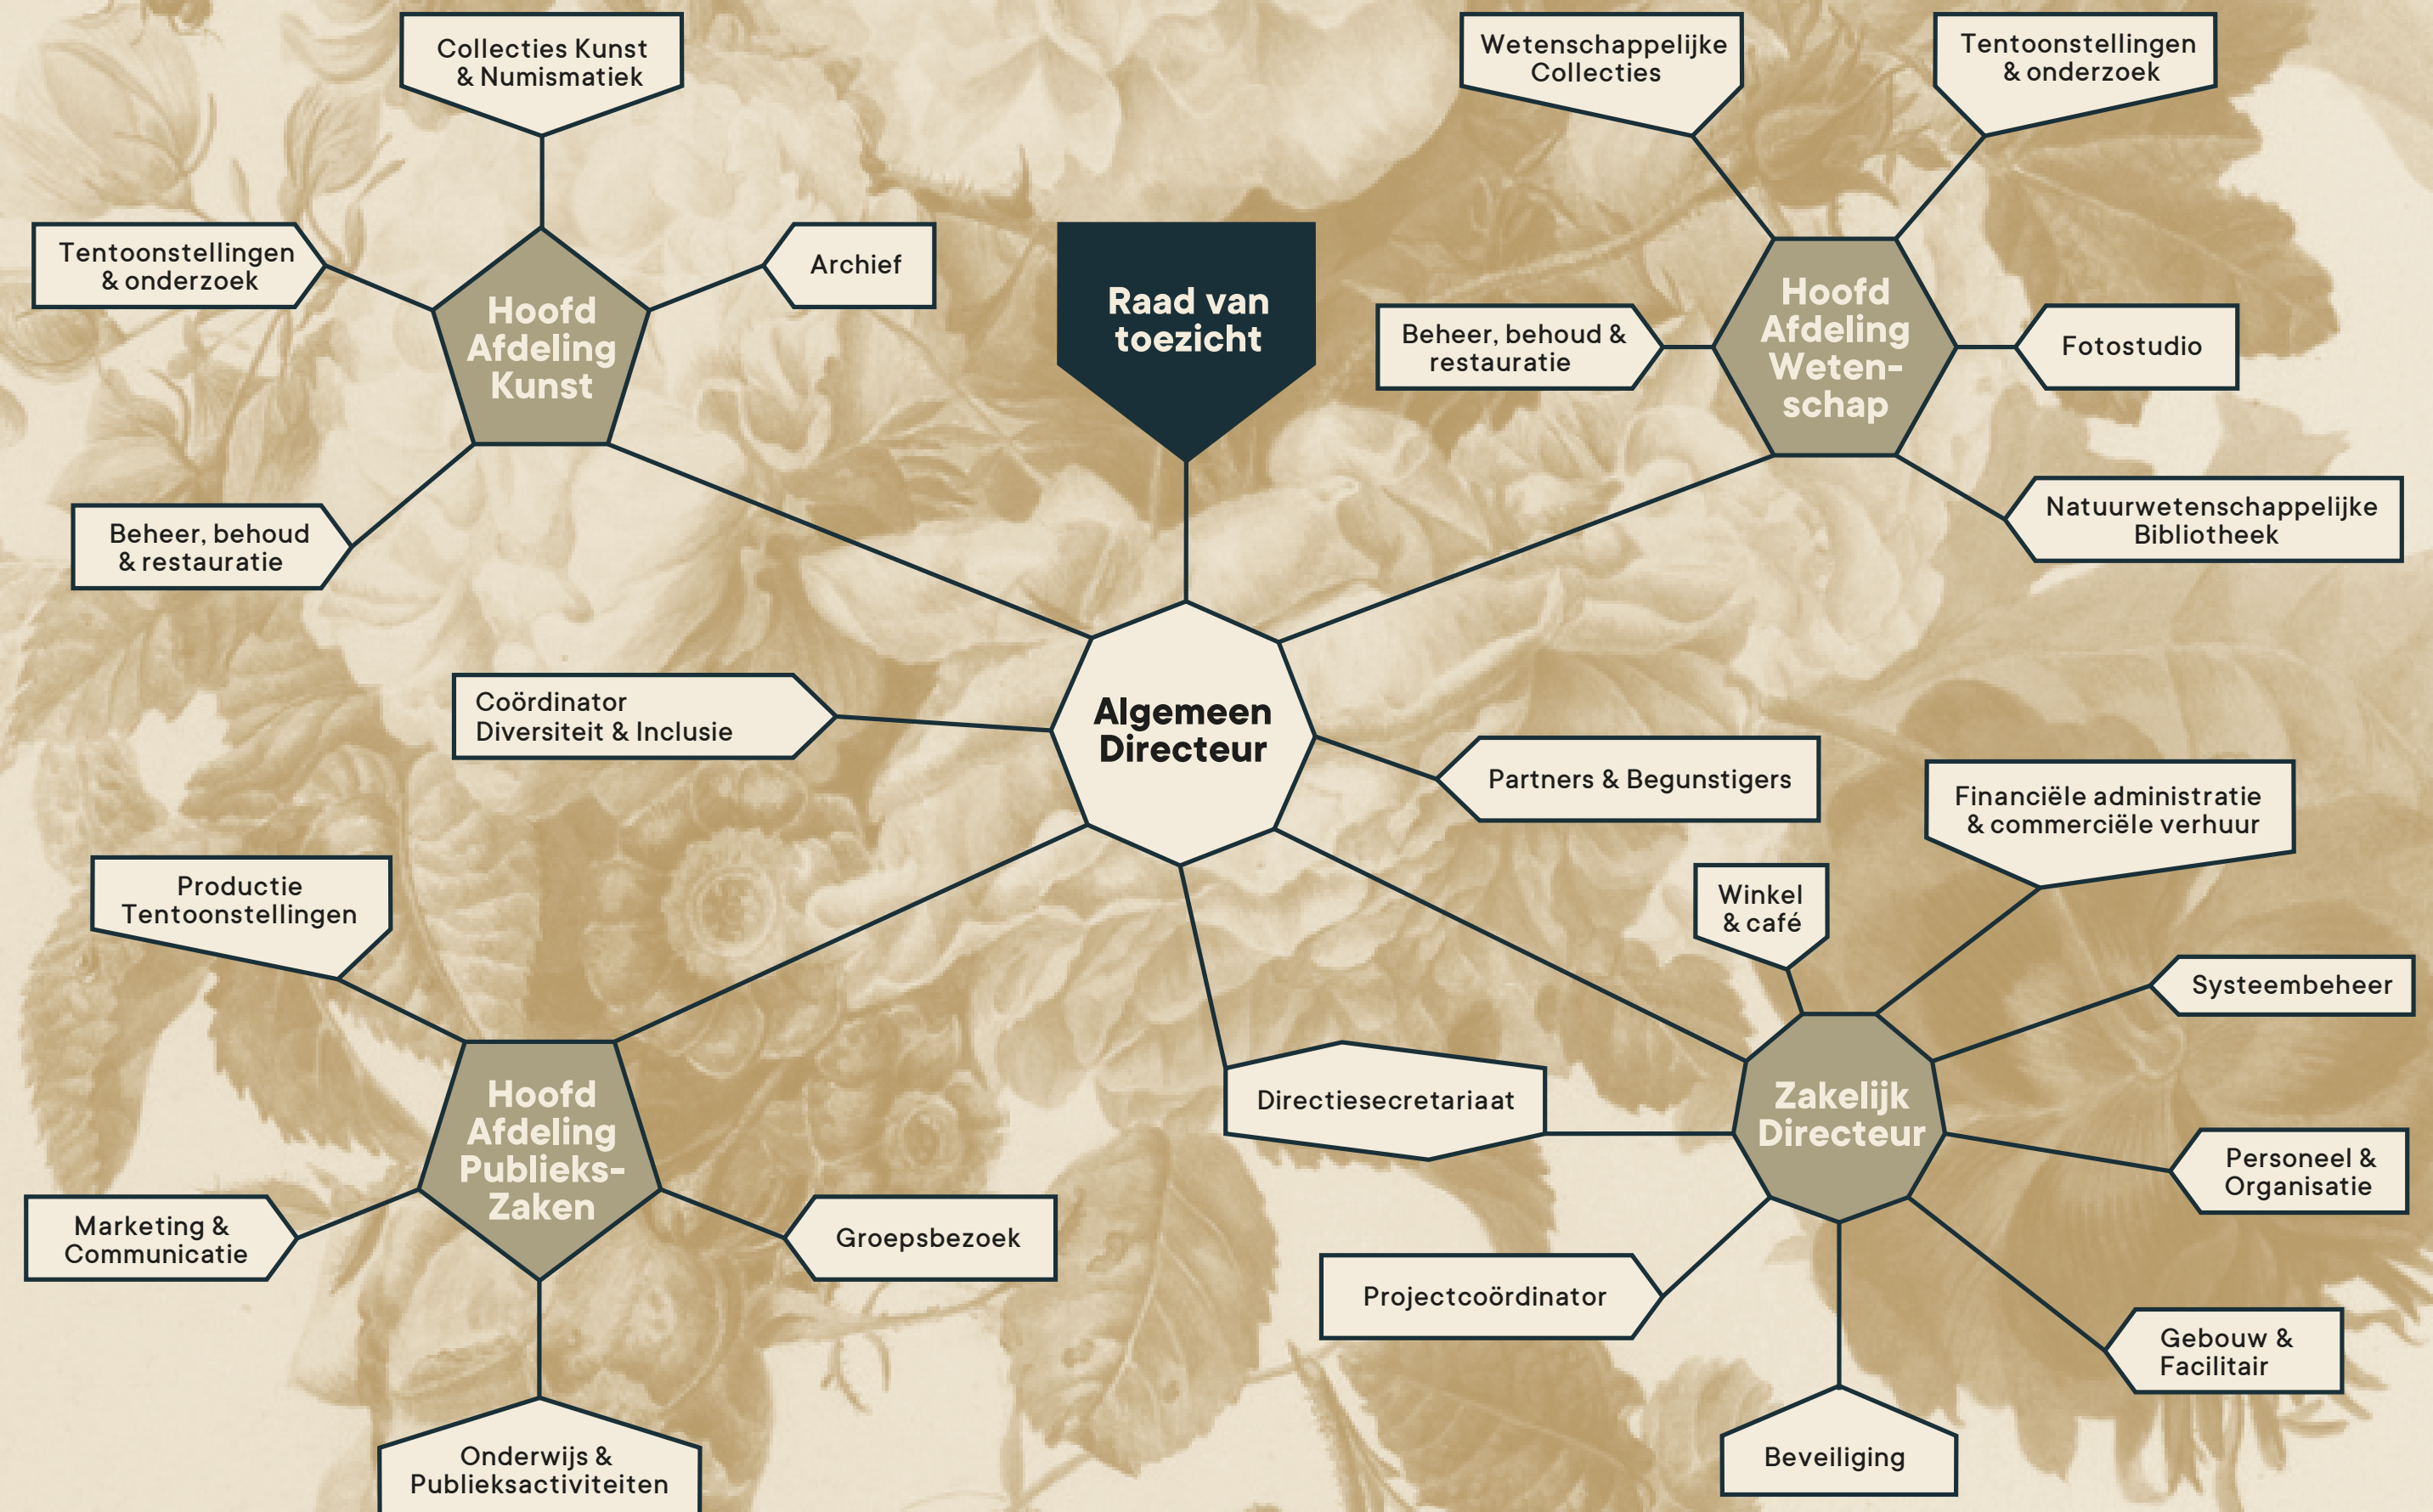 Collecties Kunst
& Numismatiek
Wetenschappelijke
Collecties
Tentoonstellingen
& onderzoek
Tentoonstellingen
& onderzoek
Archief
Hoofd
Afdeling
Kunst
Raad van
toezicht
Hoofd
Afdeling
Weten-
schap
Beheer, behoud &
restauratie
Fotostudio
Beheer, behoud
& restauratie
Natuurwetenschappelijke
Bibliotheek
Coördinator
Diversiteit & Inclusie
Algemeen
Directeur
Partners & Begunstigers
Financiële administratie
& commerciële verhuur
Productie
Tentoonstellingen
Winkel
& café
Systeembeheer
Hoofd
Afdeling
Publieks-
Zaken
Directiesecretariaat
Zakelijk
Directeur
Personeel &
Organisatie
Marketing &
Communicatie
Groepsbezoek
Projectcoördinator
Gebouw &
Facilitair
Onderwijs &
Publieksactiviteiten
Beveiliging